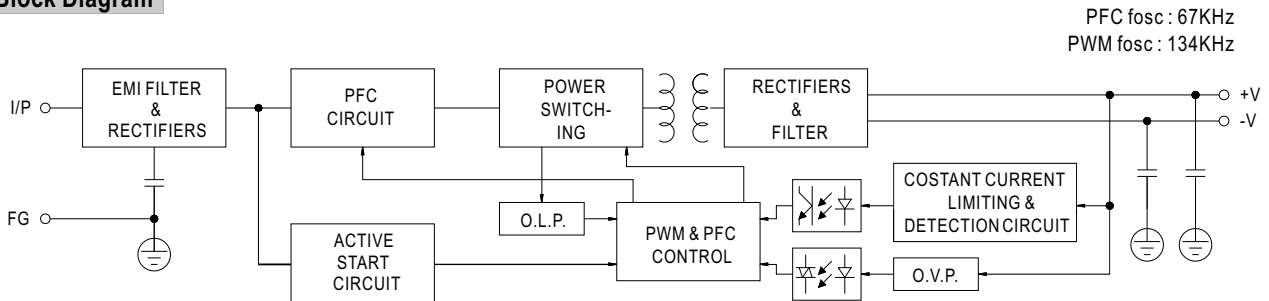 Block Diagram
PFC fosc : 67KHz
PWM fosc : 134KHz
I/P
EMI FILTER
&
RECTIFIERS
PFC
CIRCUIT
POWER
SWITCH-
ING
RECTIFIERS
&
FILTER
+V
-V
FG
O.L.P.
PWM & PFC
CONTROL
COSTANT CURRENT
LIMITING &
DETECTION CIRCUIT
ACTIVE
START
CIRCUIT
O.V.P.